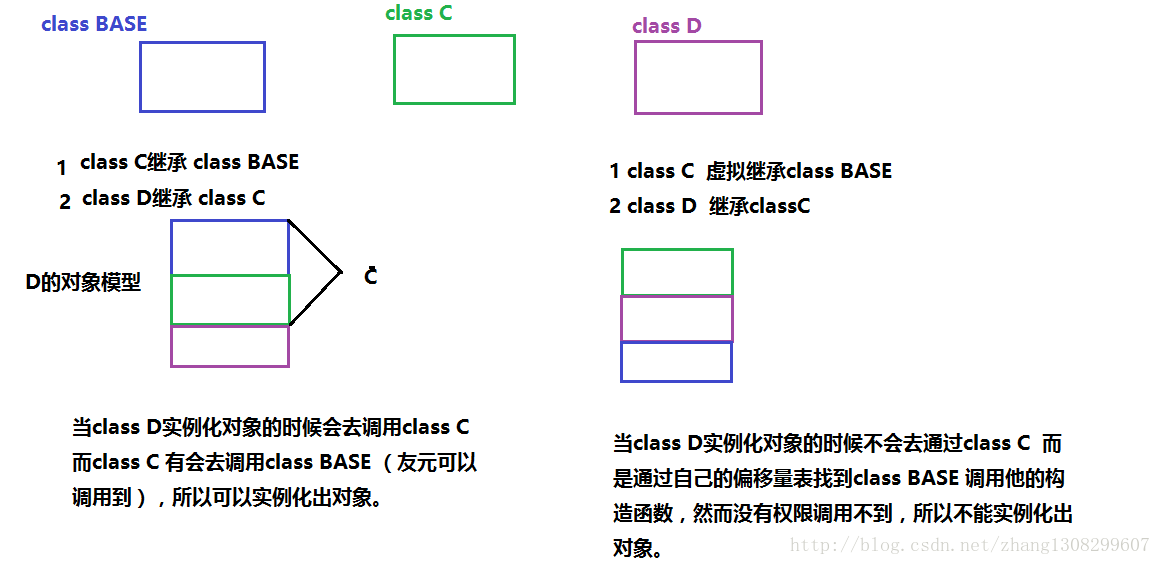 class BASE
class C
class D
1 class C继承 class BASE
2 class D继承 class C
D的对象模型
C
当class D实例化对象的时候会去调用class C
而class C 有会去调用class BASE （友元可以
调用到），所以可以实例化出对象。
1 class C 虚拟继承class BASE
2 class D 继承classC
当class D实例化对象的时候不会去通过class C 而
是通过自己的偏移量表找到class BASE 调用他的构
造函数，然而没有权限调用不到，所以不能实例化出
对象。
http://blog.csdn.net/zhang1308299607